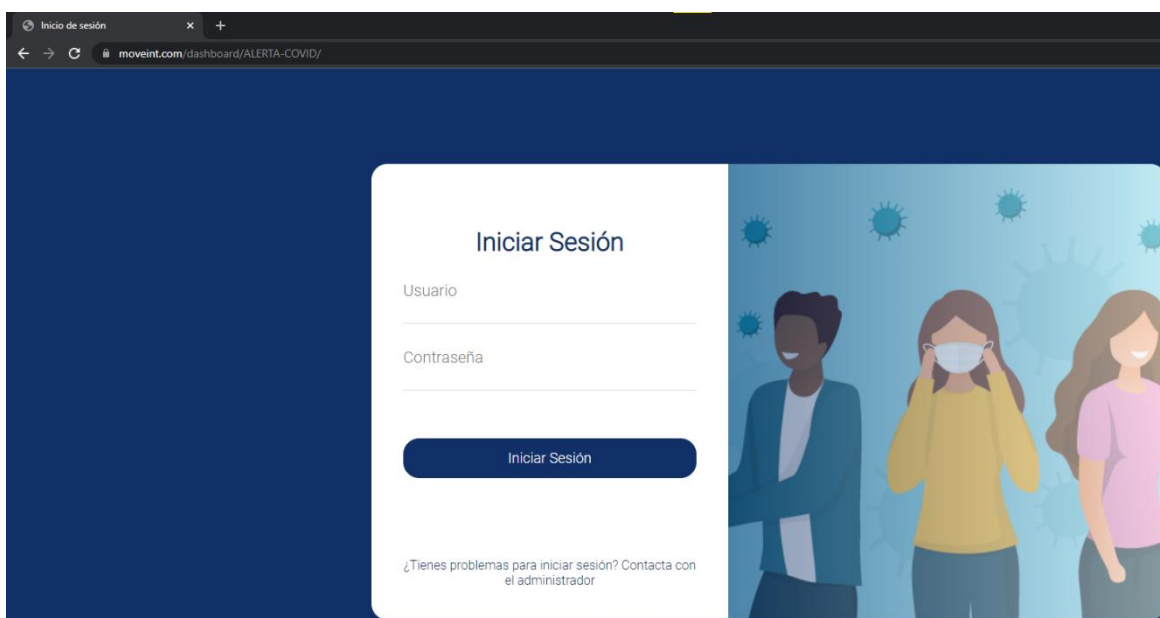 Inicio de sesión
moveint.com/dashboard/ALERTA-COVID/
Iniciar Sesión
Usuario
Contraseña
Iniciar Sesión
¿Tienes problemas para iniciar sesión? Contacta con
el administrador